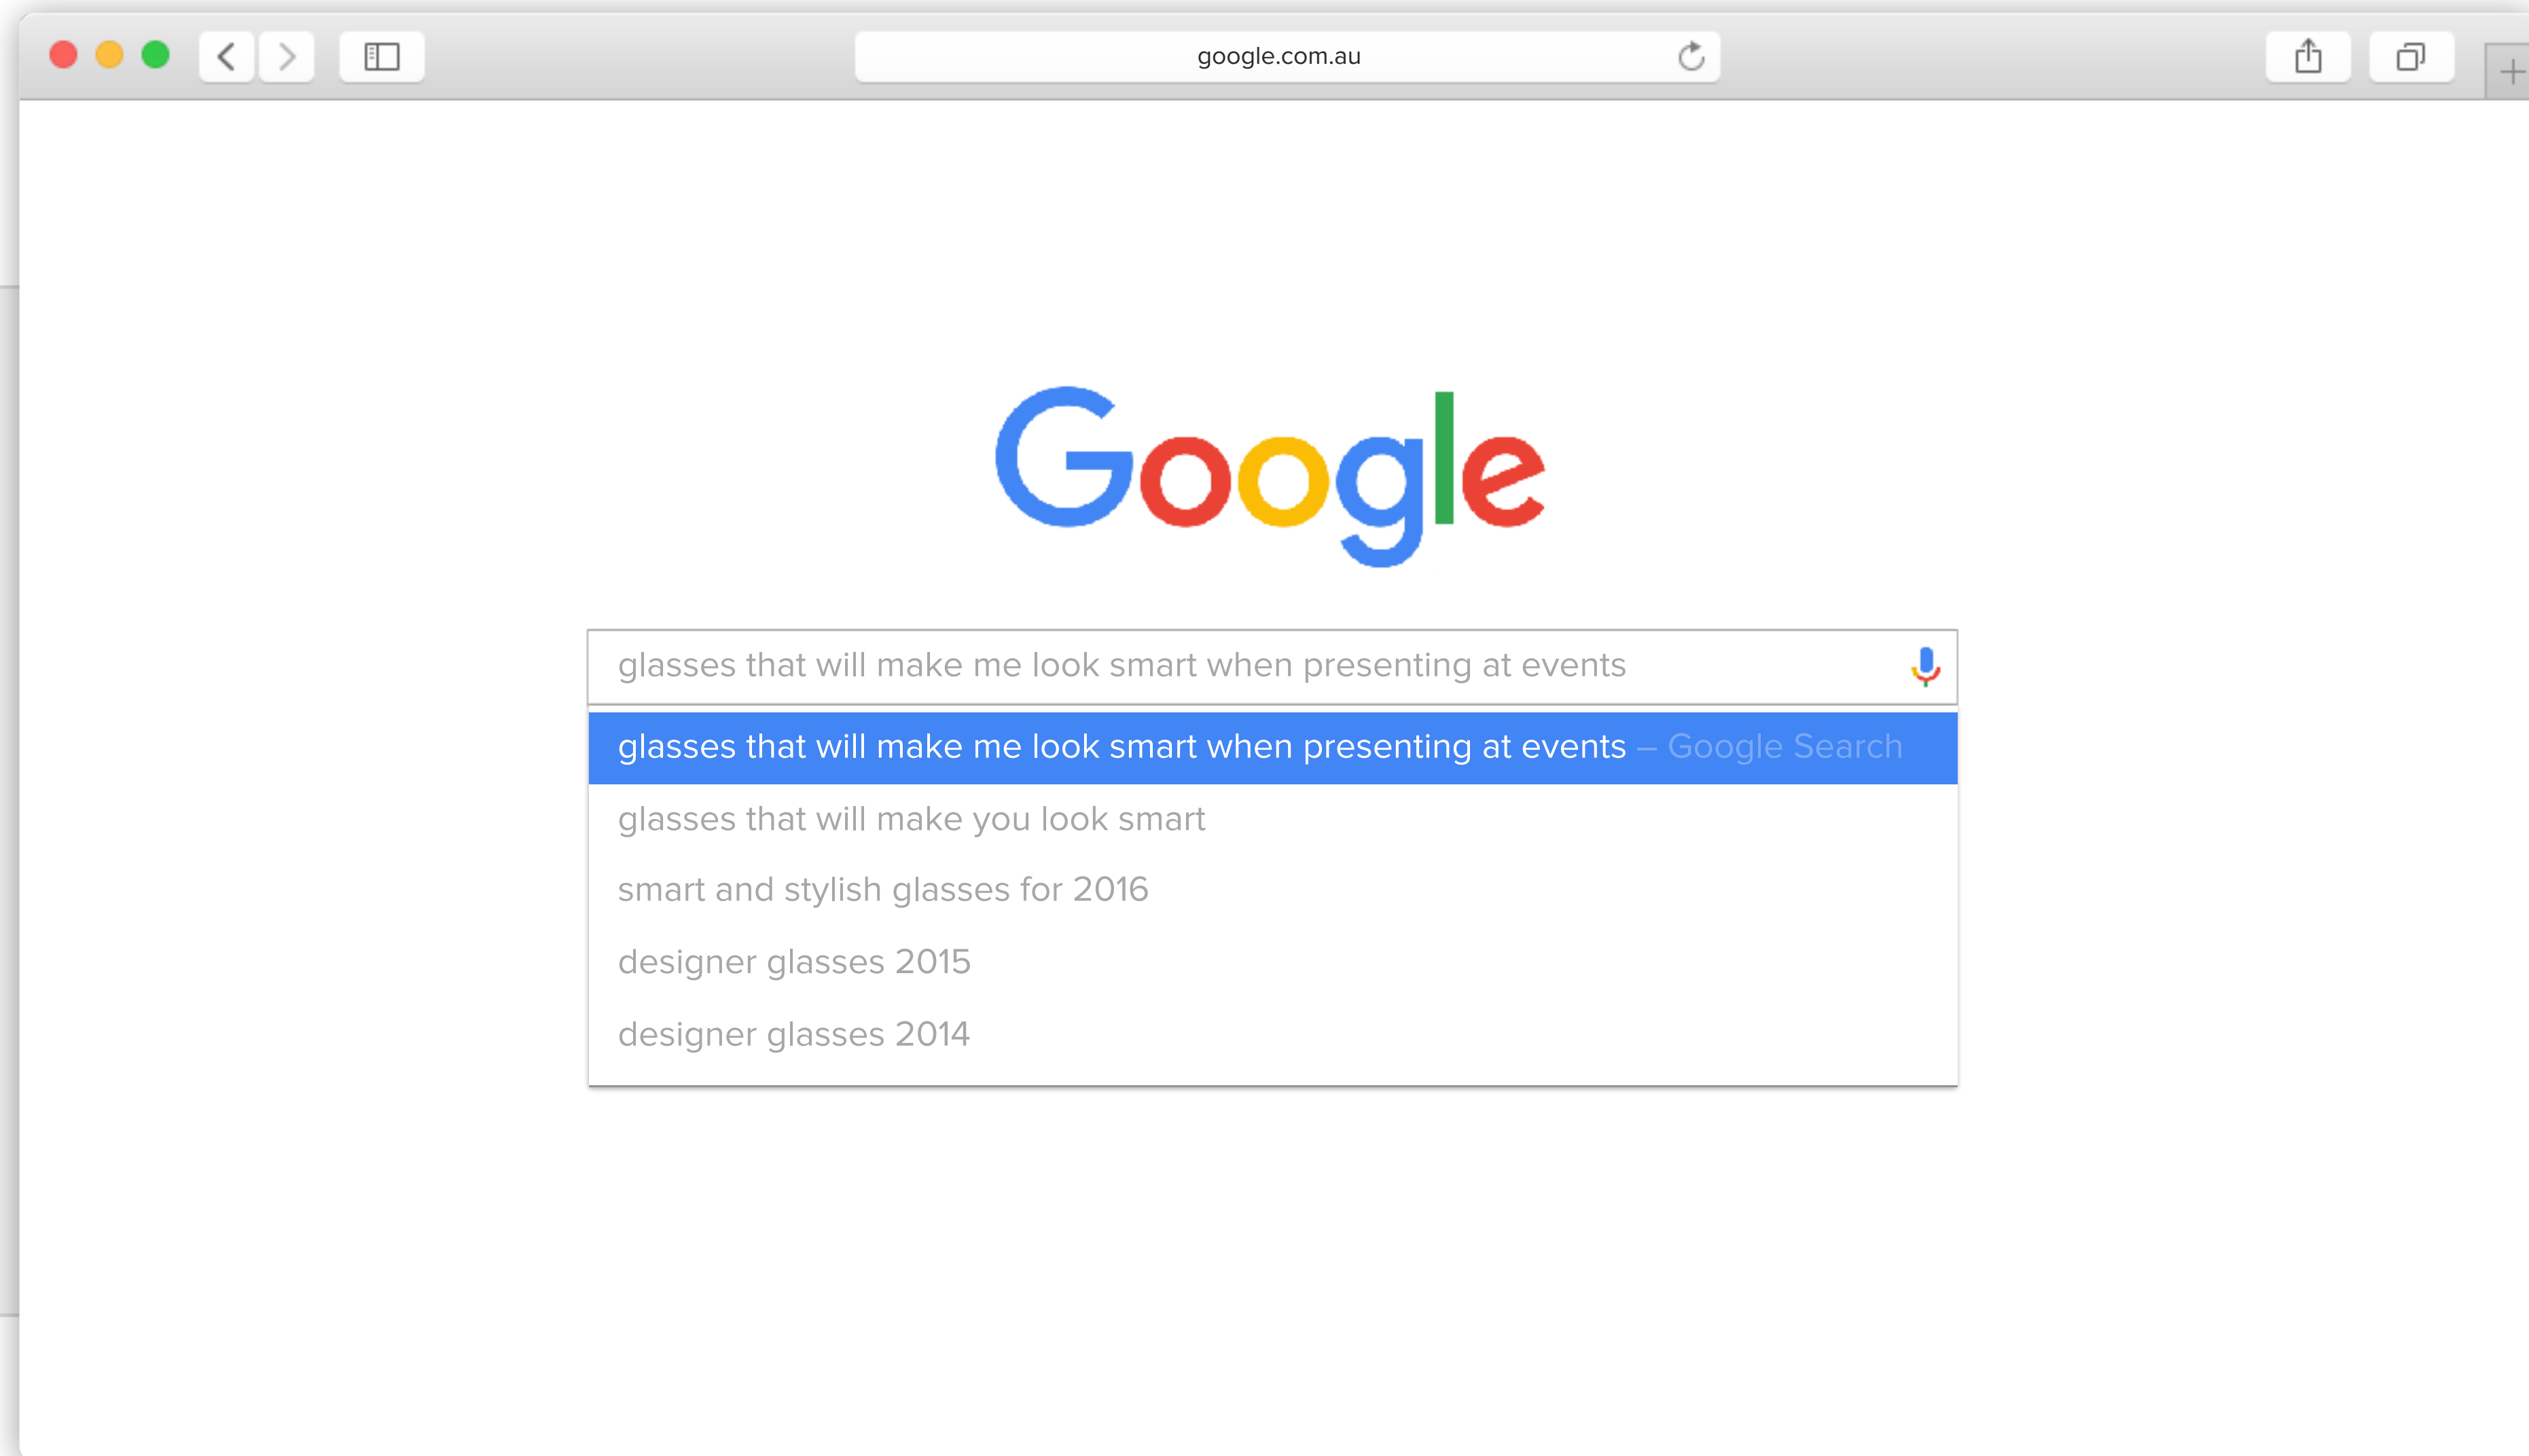 google.com.au
Google
glasses that will make me look smart when presenting at events
glasses that will make me look smart when presenting at events – Google Search
glasses that will make you look smart
smart and stylish glasses for 2016
designer glasses 2015
designer glasses 2014